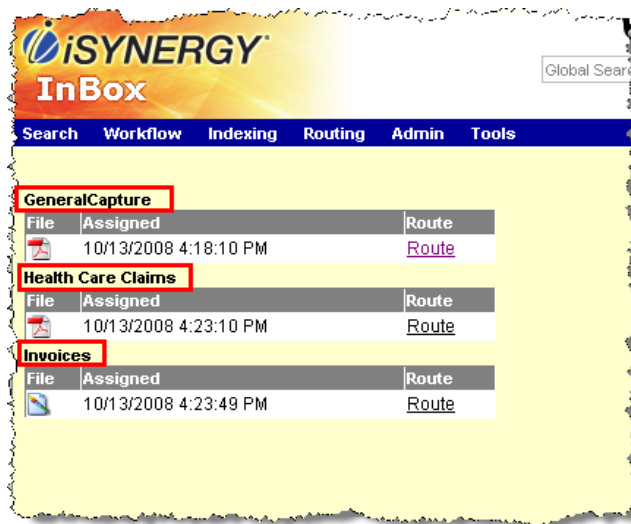 iSYNERGY
InBox
Global Sear
Search Workflow Indexing Routing Admin Tools
GeneralCapture
File Assigned Route
10/13/2008 4:18:10 PM Route
Health Care Claims
File Assigned Route
10/13/2008 4:23:10 PM Route
Invoices
File Assigned Route
10/13/2008 4:23:49 PM Route